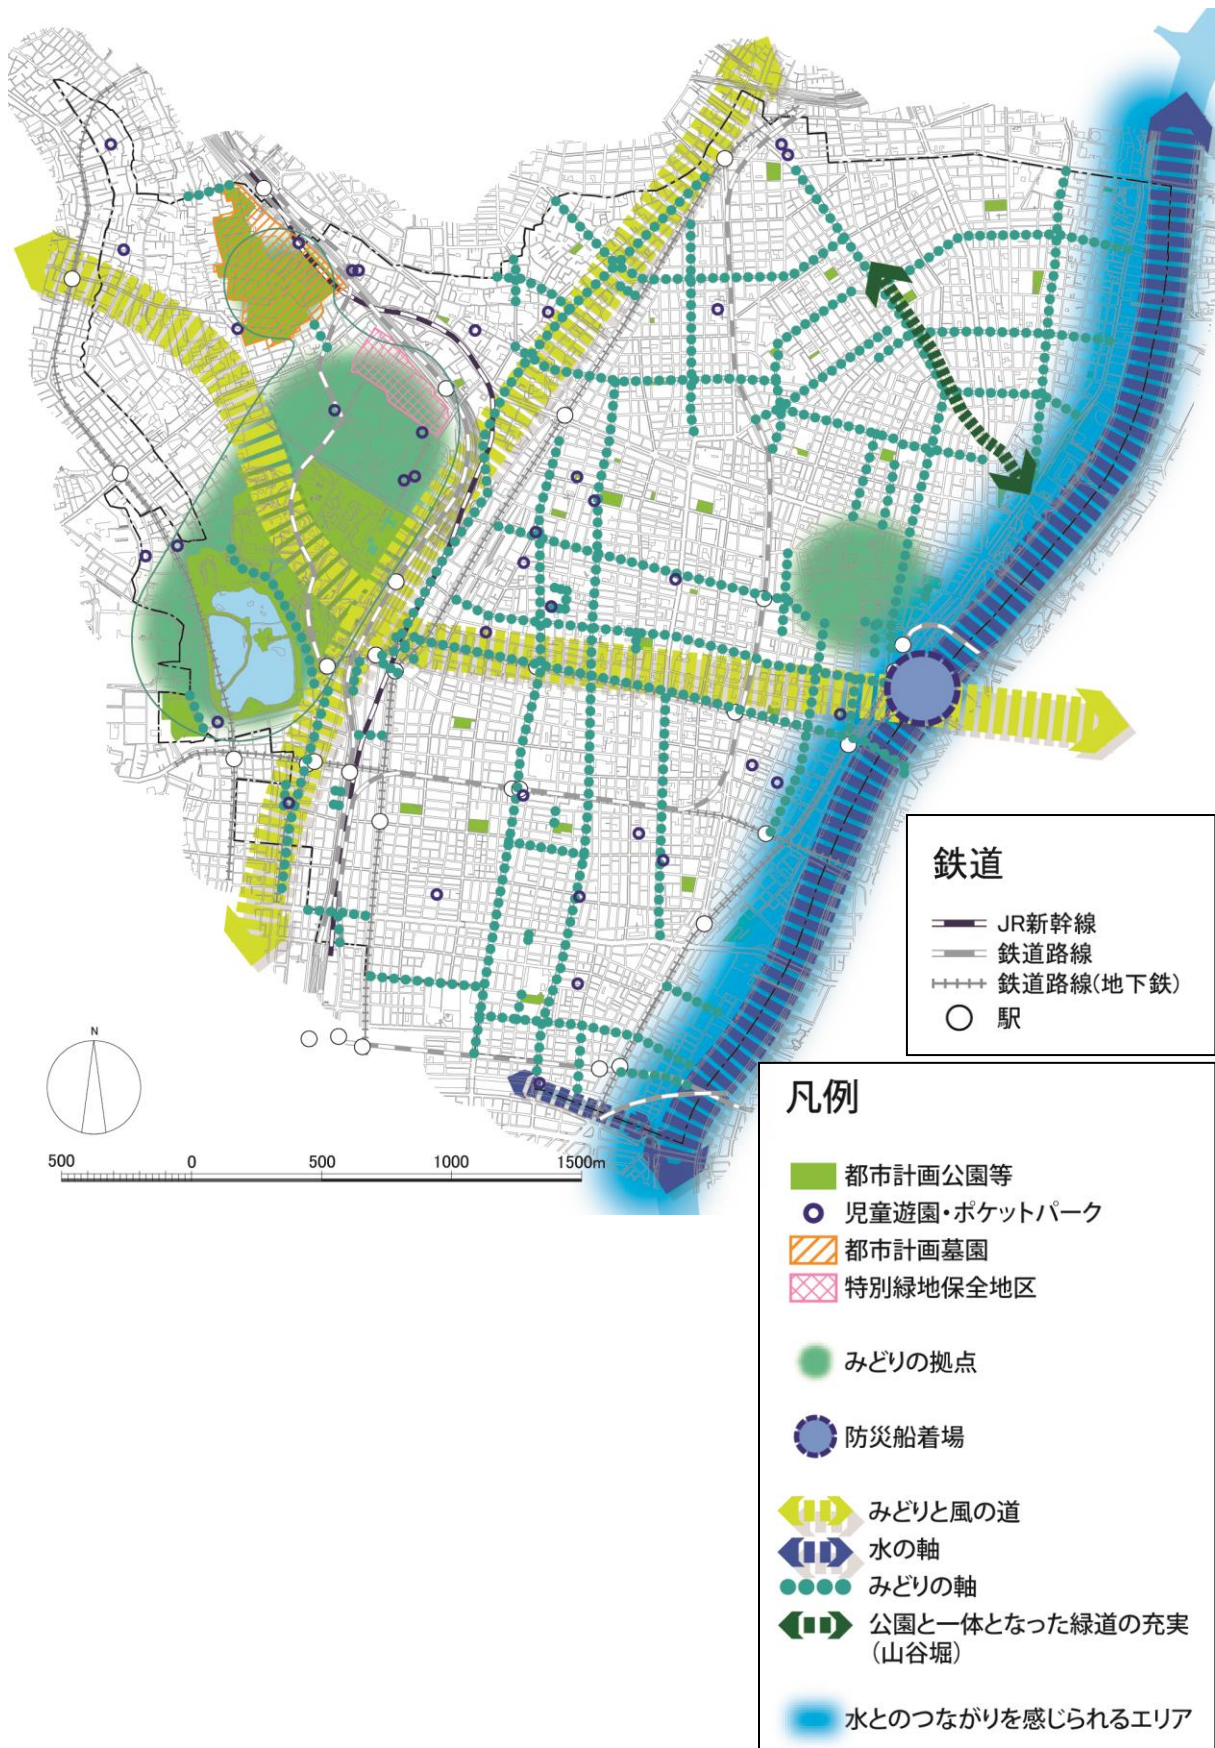 鉄道
JR新幹線
鉄道路線
鉄道路線(地下鉄)
駅
N
500 0 500 1000 1500m
凡例
都市計画公園等
児童遊園・ポケットパーク
都市計画墓園
特別緑地保全地区
みどりの拠点
防災船着場
みどりと風の道
水の軸
みどりの軸
公園と一体となった緑道の充実
(山谷堀)
水とのつながりを感じられるエリア